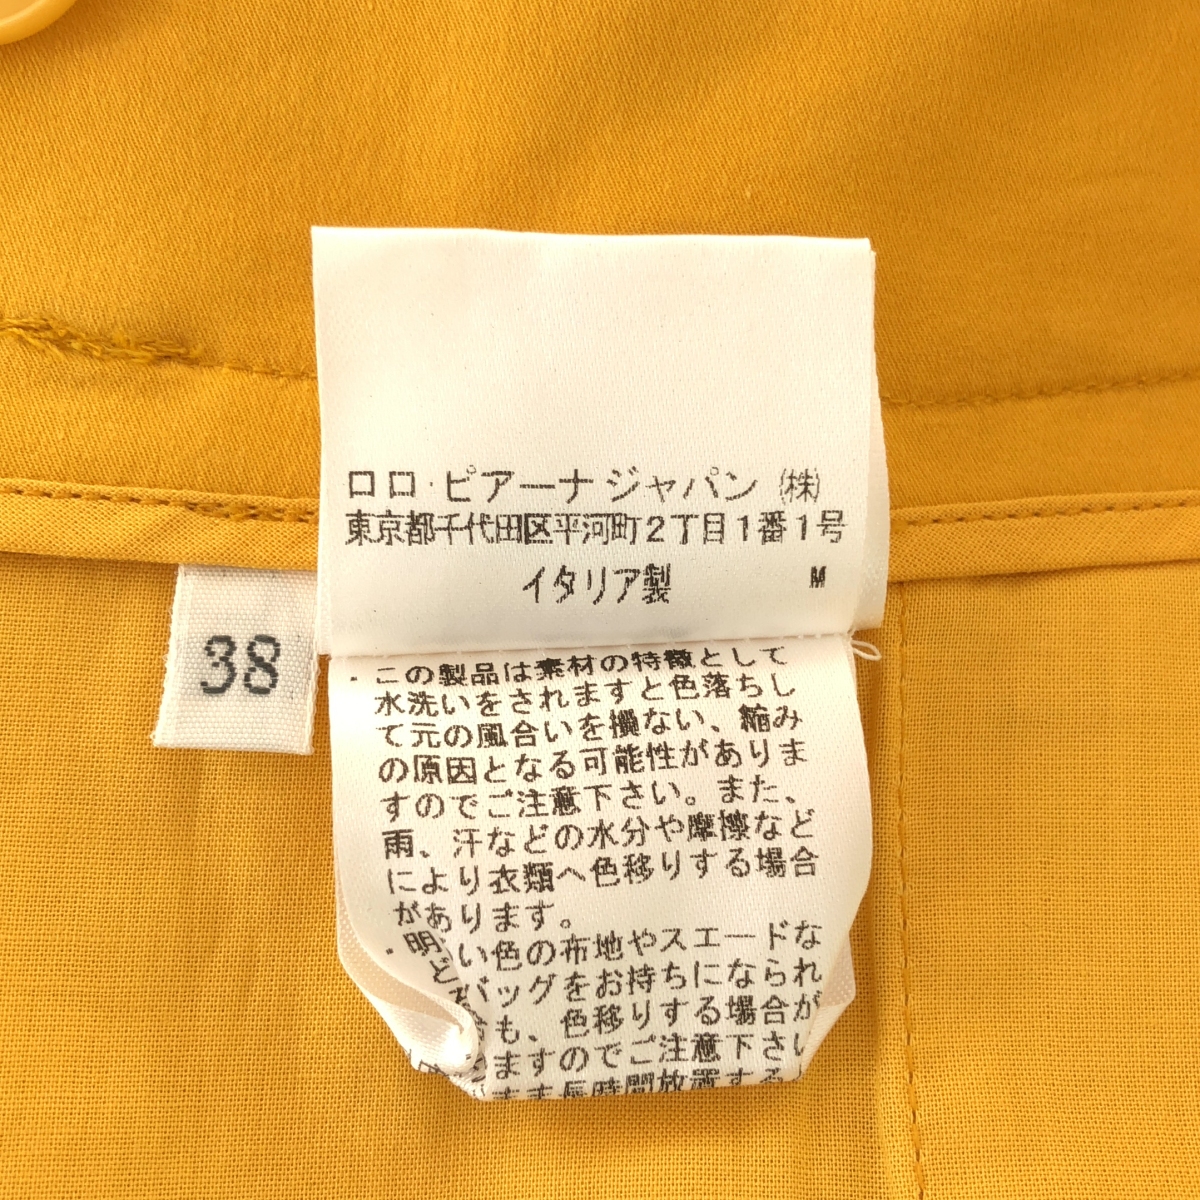 ロロ・ピアーナ ジャパン ㈱
東京都千代田区平河町２丁目１番１号
イタリア製 M
38
・この製品は素材の特徴として
水洗いをされますと色落ちし
て元の風合いを損ない、縮み
の原因となる可能性がありま
すのでご注意下さい。また、
雨、汗などの水分や摩擦など
により衣類へ色移りする場合
があります。
・明 い色の布地やスエードな
ど バッグをお持ちになられ
も、色移りする場合が
ますのでご注意下さい
長時間放置する